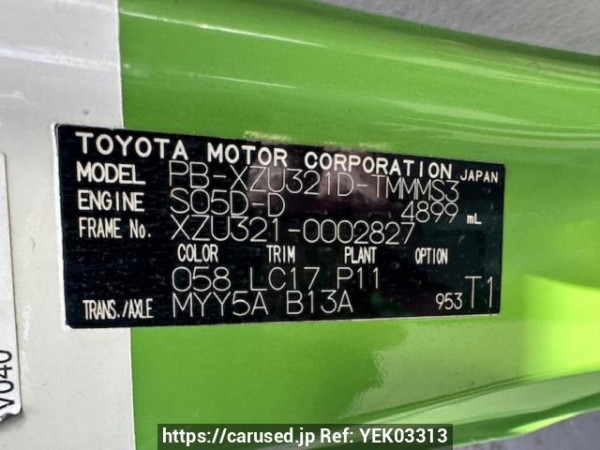 TOYOTA MOTOR CORPORATION JAPAN
MODEL PB-XZU321D-TMMMS3
ENGINE S05D-D 4899 mL
FRAME No. XZU321-0002827
COLOR TRIM PLANT OPTION
058 LC17 P11
TRANS./AXLE MYY5A B13A 953 T1
V040
https://carused.jp Ref: YEK03313